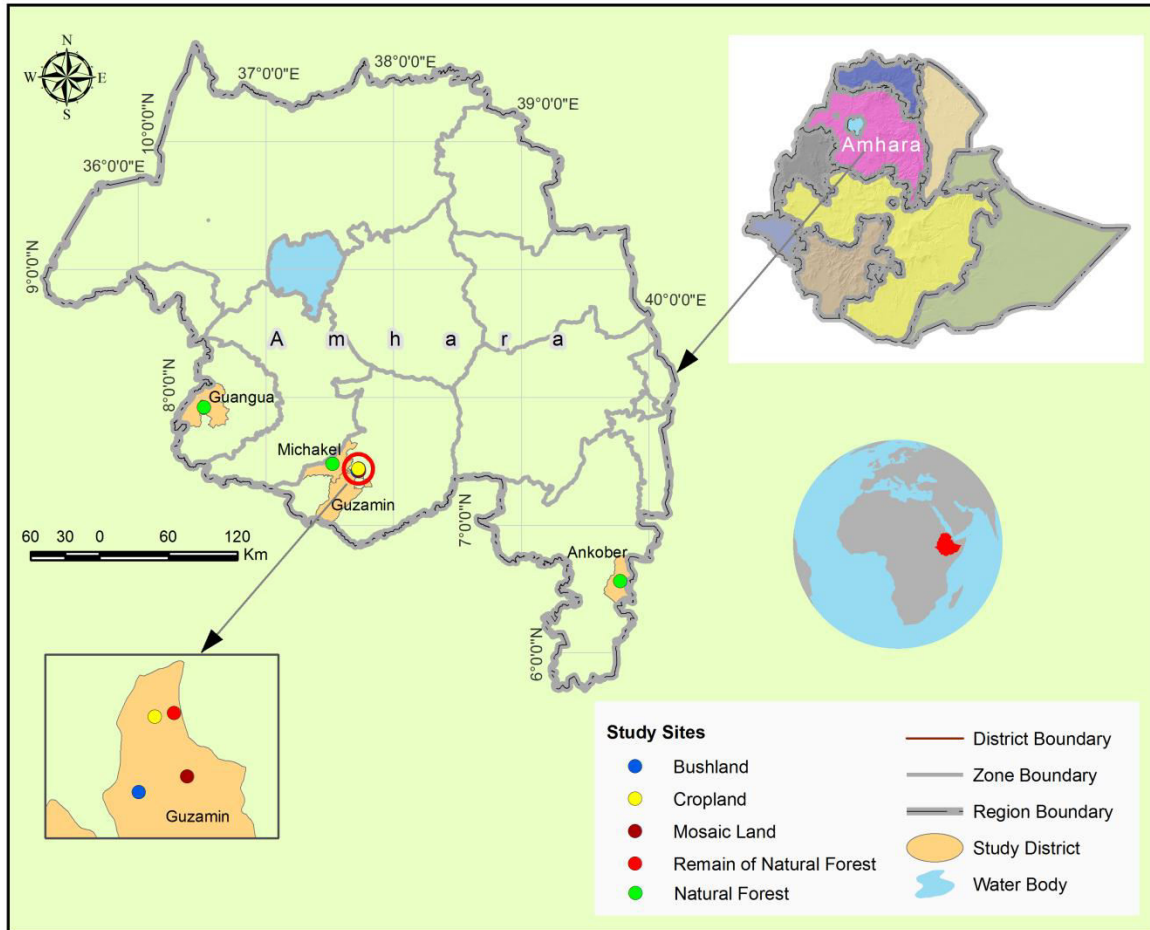 N
W E
S
37°0'0"E
38°0'0"E
39°0'0"E
10°0'0"N
36°0'0"E
9°0'0"N
40°0'0"E
Amhara
A m h a r a
8°0'0"N
Guangua
Michakel
Guzamin
7°0'0"N
60 30 0 60 120
Km
Ankober
6°0'0"N
Guzamin
Study Sites
Bushland
Cropland
Mosaic Land
Remain of Natural Forest
Natural Forest
District Boundary
Zone Boundary
Region Boundary
Study District
Water Body